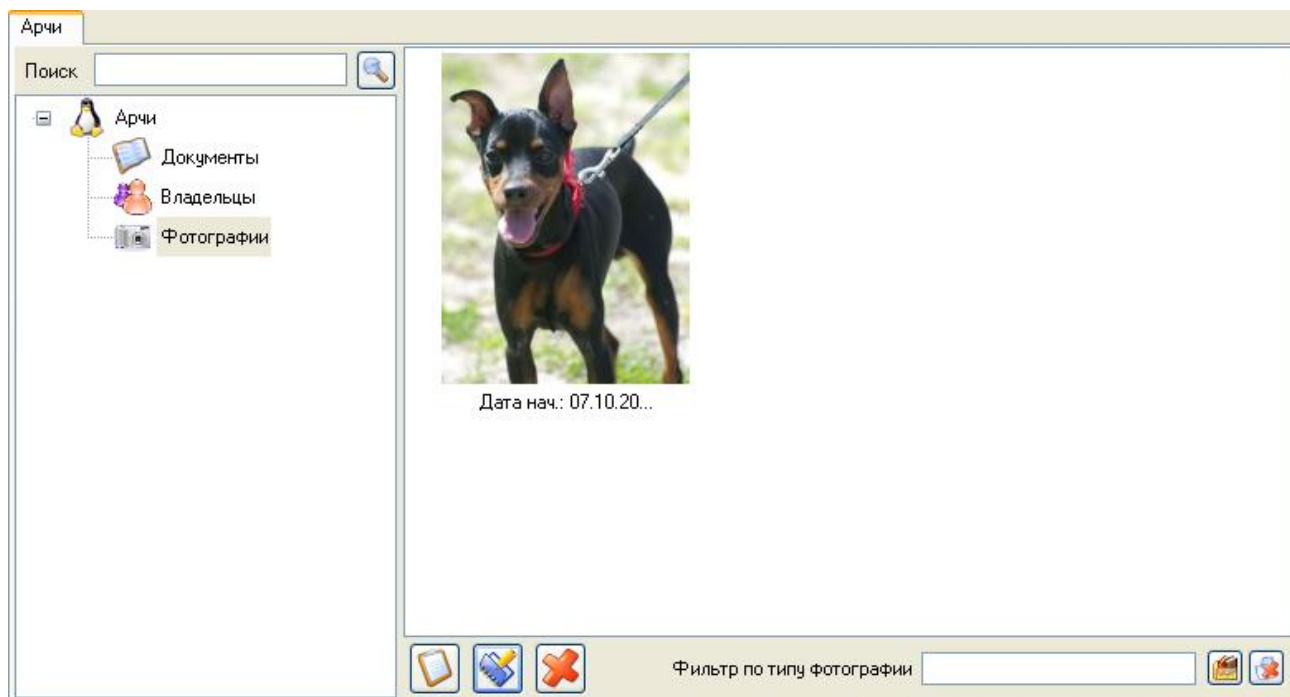 Арчи
Поиск
Арчи
Документы
Владельцы
Фотографии
Дата нач.: 07.10.20...
Фильтр по типу фотографии